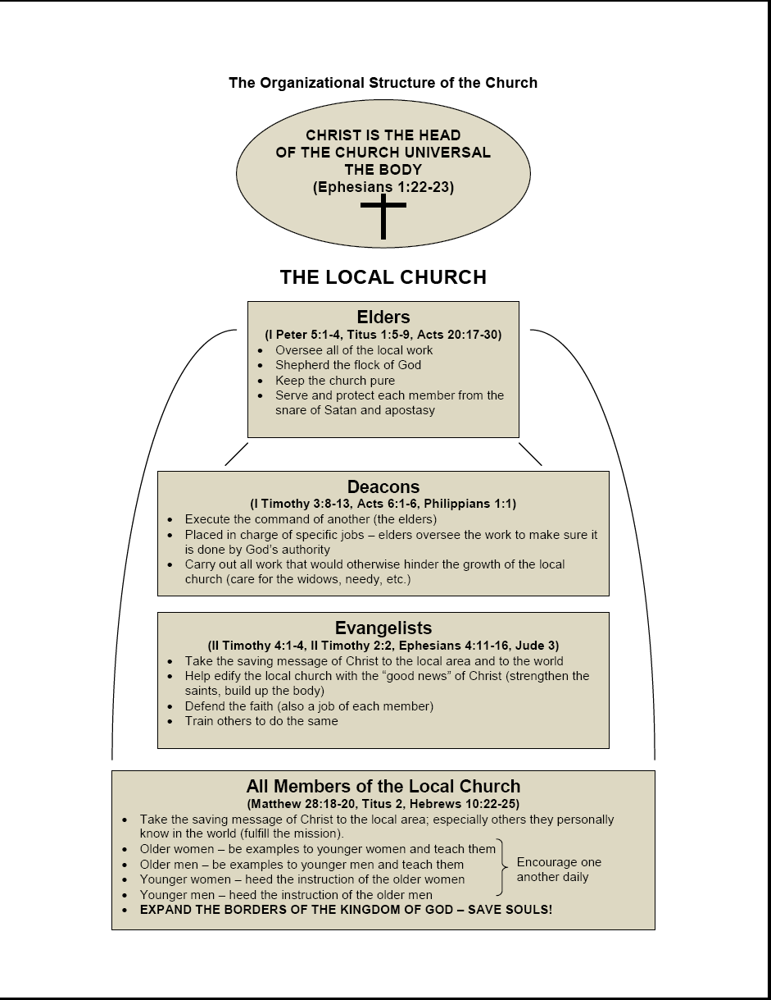 The Organizational Structure of the Church
CHRIST IS THE HEAD
OF THE CHURCH UNIVERSAL
THE BODY
(Ephesians 1:22-23)
THE LOCAL CHURCH
Elders
(I Peter 5:1-4, Titus 1:5-9, Acts 20:17-30)
• Oversee all of the local work
• Shepherd the flock of God
• Keep the church pure
• Serve and protect each member from the
snare of Satan and apostasy
Deacons
(I Timothy 3:8-13, Acts 6:1-6, Philippians 1:1)
• Execute the command of another (the elders)
• Placed in charge of specific jobs – elders oversee the work to make sure it
is done by God’s authority
• Carry out all work that would otherwise hinder the growth of the local
church (care for the widows, needy, etc.)
Evangelists
(II Timothy 4:1-4, II Timothy 2:2, Ephesians 4:11-16, Jude 3)
• Take the saving message of Christ to the local area and to the world
• Help edify the local church with the “good news” of Christ (strengthen the
saints, build up the body)
• Defend the faith (also a job of each member)
• Train others to do the same
All Members of the Local Church
(Matthew 28:18-20, Titus 2, Hebrews 10:22-25)
• Take the saving message of Christ to the local area; especially others they personally
know in the world (fulfill the mission).
• Older women – be examples to younger women and teach them
• Older men – be examples to younger men and teach them
• Younger women – heed the instruction of the older women
• Younger men – heed the instruction of the older men
Encourage one
another daily
• EXPAND THE BORDERS OF THE KINGDOM OF GOD – SAVE SOULS!